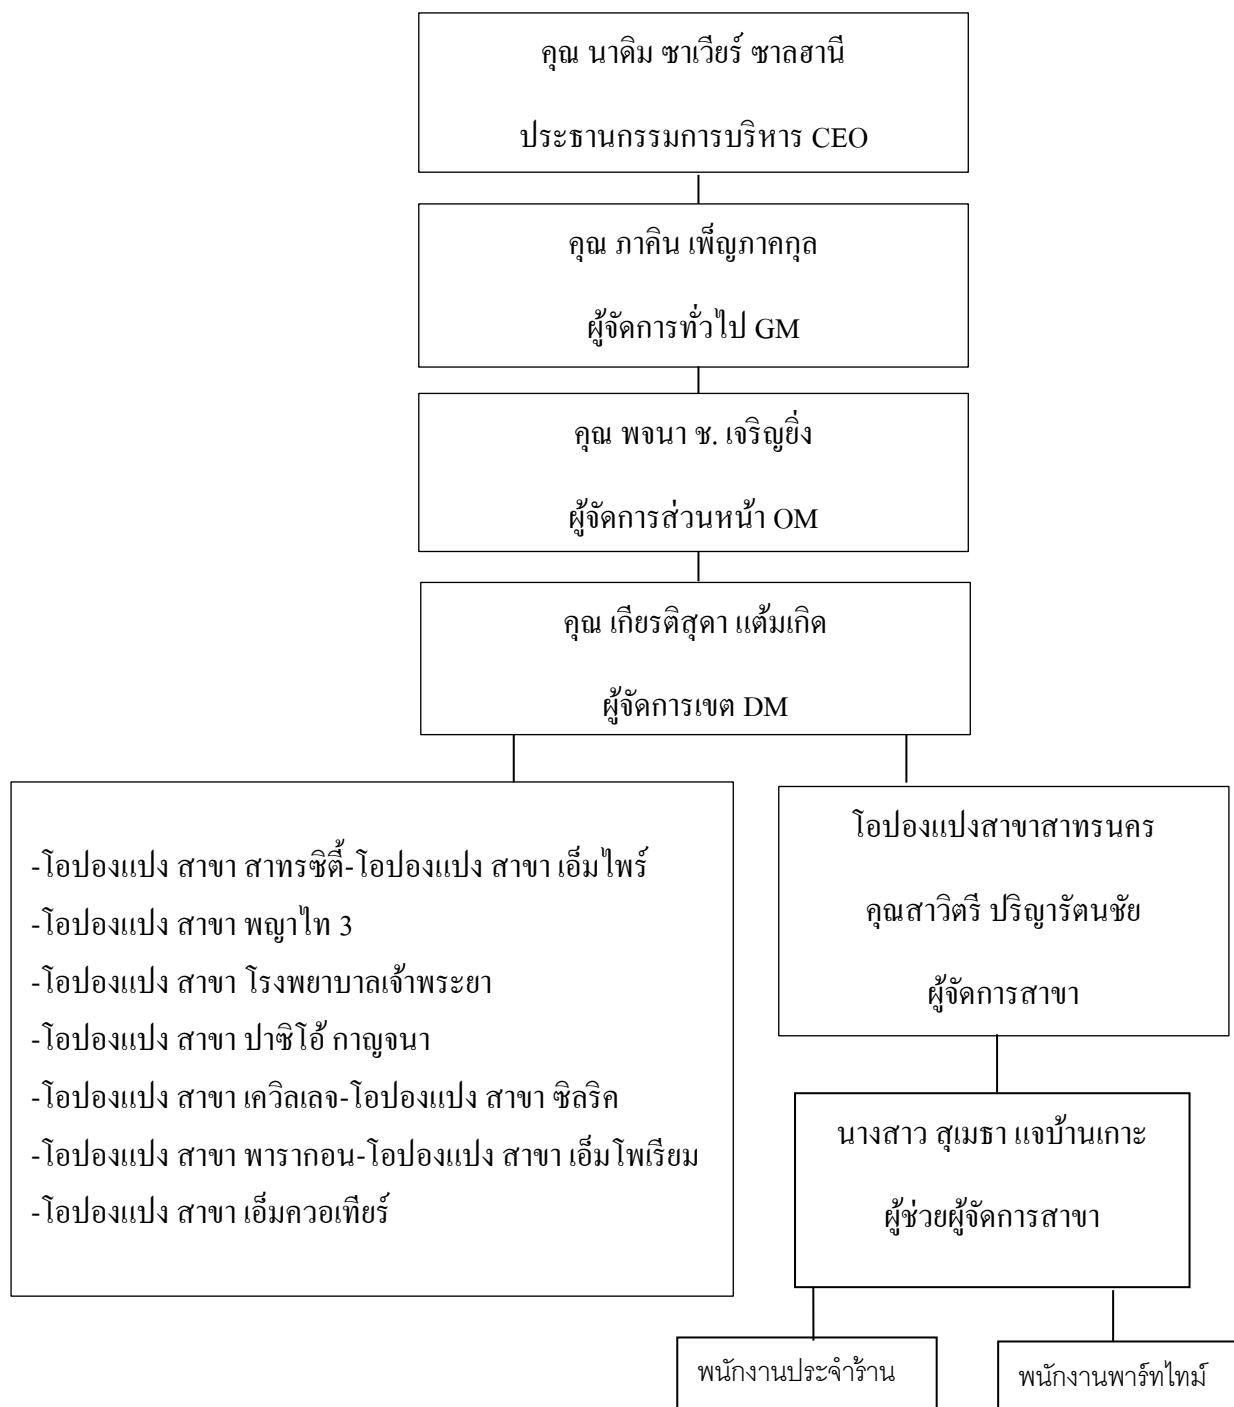 คุณ นาดิม ซาเวียร์ ซาลฮานี
ประธานกรรมการบริหาร CEO
คุณ ภาคิน เพ็ญภาคกุล
ผู้จัดการทั่วไป GM
คุณ พจนา ช. เจริญยิ่ง
ผู้จัดการส่วนหน้า OM
คุณ เกียรติสุดา แต้มเกิด
ผู้จัดการเขต DM
-โอปองแปง สาขา สาทรซิตี้-โอปองแปง สาขา เอ็มไพร์
-โอปองแปง สาขา พญาไท 3
-โอปองแปง สาขา โรงพยาบาลเจ้าพระยา
-โอปองแปง สาขา ปาซิโอ้ กาญจนา
-โอปองแปง สาขา เควิลเลจ-โอปองแปง สาขา ซิลริค
-โอปองแปง สาขา พารากอน-โอปองแปง สาขา เอ็มโพเรียม
-โอปองแปง สาขา เอ็มควอเทียร์
โอปองแปงสาขาสาทรนคร
คุณสาวิตรี ปริญารัตนชัย
ผู้จัดการสาขา
นางสาว สุเมธา แจบ้านเกาะ
ผู้ช่วยผู้จัดการสาขา
พนักงานประจำร้าน
พนักงานพาร์ทไทม์